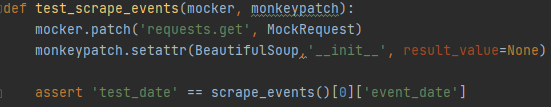 def test_scrape_events(mocker, monkeypatch):
    mocker.patch('requests.get', MockRequest)
    monkeypatch.setattr(BeautifulSoup,'__init__', result_value=None)
    assert 'test_date' == scrape_events()[0]['event_date']